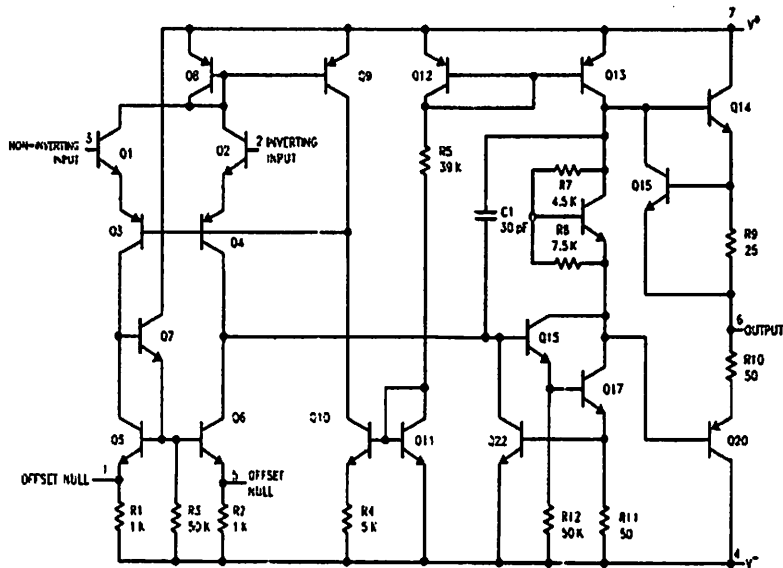 7
V+
Q8
Q9
Q12
Q13
Q14
3
NON-INVERTING
INPUT
Q1
Q2
2 INVERTING
INPUT
R5
39 K
R7
4.5 K
Q15
C1
30 pF
R8
7.5 K
R9
25
Q3
Q4
6
OUTPUT
Q7
Q15
R10
50
Q17
Q5
Q6
Q10
Q11
Q22
Q20
1
OFFSET NULL
5
OFFSET
NULL
R1
1 K
R3
50 K
R2
1 K
R4
5 K
R12
50K
R11
50
4
V-